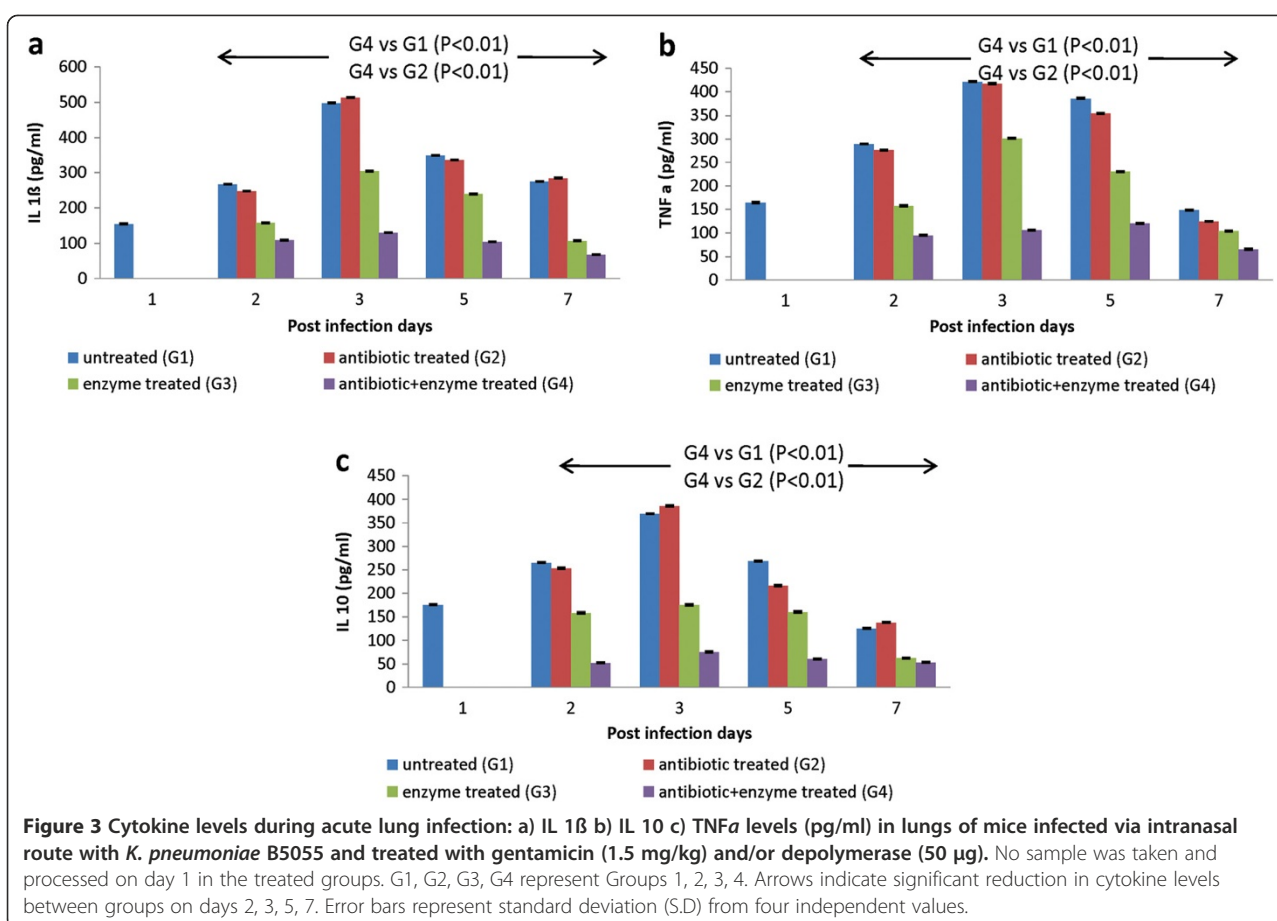 a
G4 vs G1 (P<0.01)
G4 vs G2 (P<0.01)
600
500
400
300
200
100
0
IL 1ß (pg/ml)
1 2 3 5 7
Post infection days
untreated (G1) antibiotic treated (G2)
enzyme treated (G3) antibiotic+enzyme treated (G4)
b
G4 vs G1 (P<0.01)
G4 vs G2 (P<0.01)
450
400
350
300
250
200
150
100
50
0
TNF a (pg/ml)
1 2 3 5 7
Post infection days
untreated (G1) antibiotic treated (G2)
enzyme treated (G3) antibiotic+enzyme treated (G4)
c
G4 vs G1 (P<0.01)
G4 vs G2 (P<0.01)
450
400
350
300
250
200
150
100
50
0
IL 10 (pg/ml)
1 2 3 5 7
Post infection days
untreated (G1) antibiotic treated (G2)
enzyme treated (G3) antibiotic+enzyme treated (G4)
Figure 3 Cytokine levels during acute lung infection: a) IL 1ß b) IL 10 c) TNFa levels (pg/ml) in lungs of mice infected via intranasal
route with K. pneumoniae B5055 and treated with gentamicin (1.5 mg/kg) and/or depolymerase (50 μg). No sample was taken and
processed on day 1 in the treated groups. G1, G2, G3, G4 represent Groups 1, 2, 3, 4. Arrows indicate significant reduction in cytokine levels
between groups on days 2, 3, 5, 7. Error bars represent standard deviation (S.D) from four independent values.